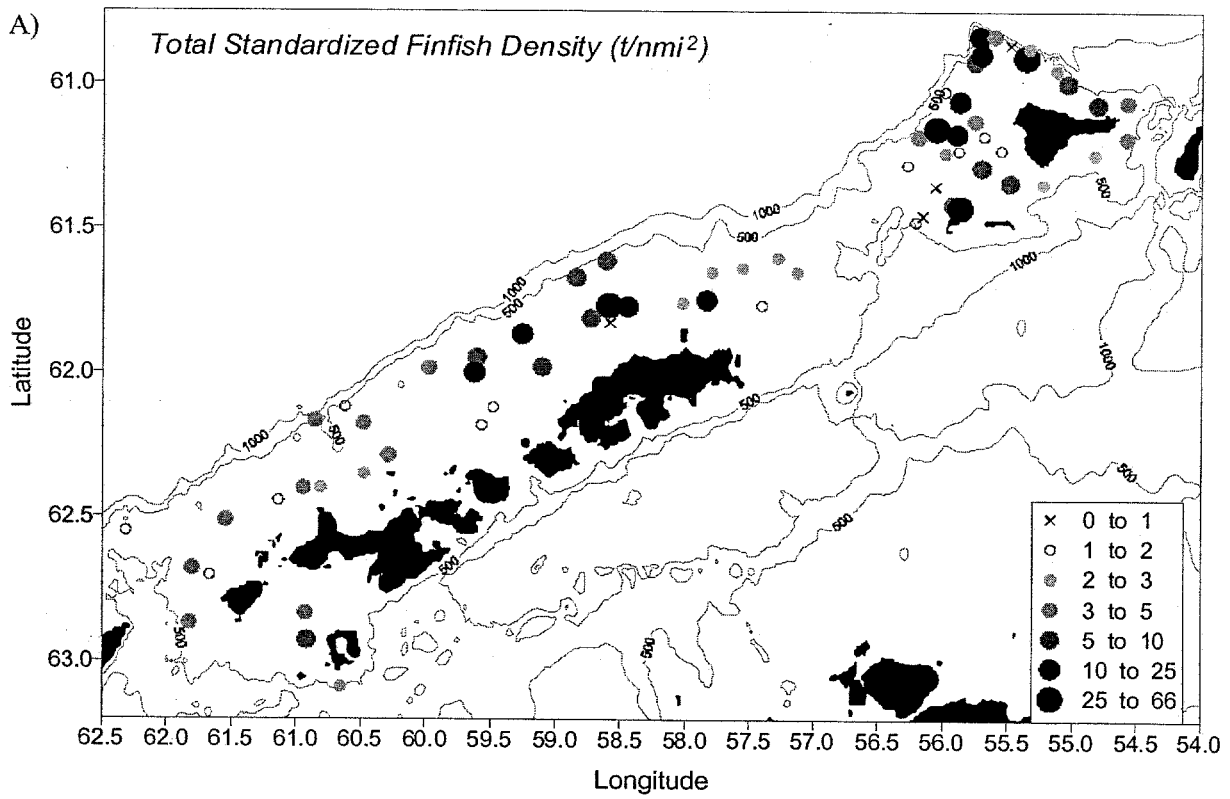 A)
Total Standardized Finfish Density (t/nmi²)
61.0
61.5
62.0
62.5
63.0
Latitude
500
1000
500
500
1000
1000
500
1000
500
500
1000
500
500
500
500
500
500
× 0 to 1
○ 1 to 2
2 to 3
3 to 5
5 to 10
10 to 25
25 to 66
62.5 62.0 61.5 61.0 60.5 60.0 59.5 59.0 58.5 58.0 57.5 57.0 56.5 56.0 55.5 55.0 54.5 54.0
Longitude